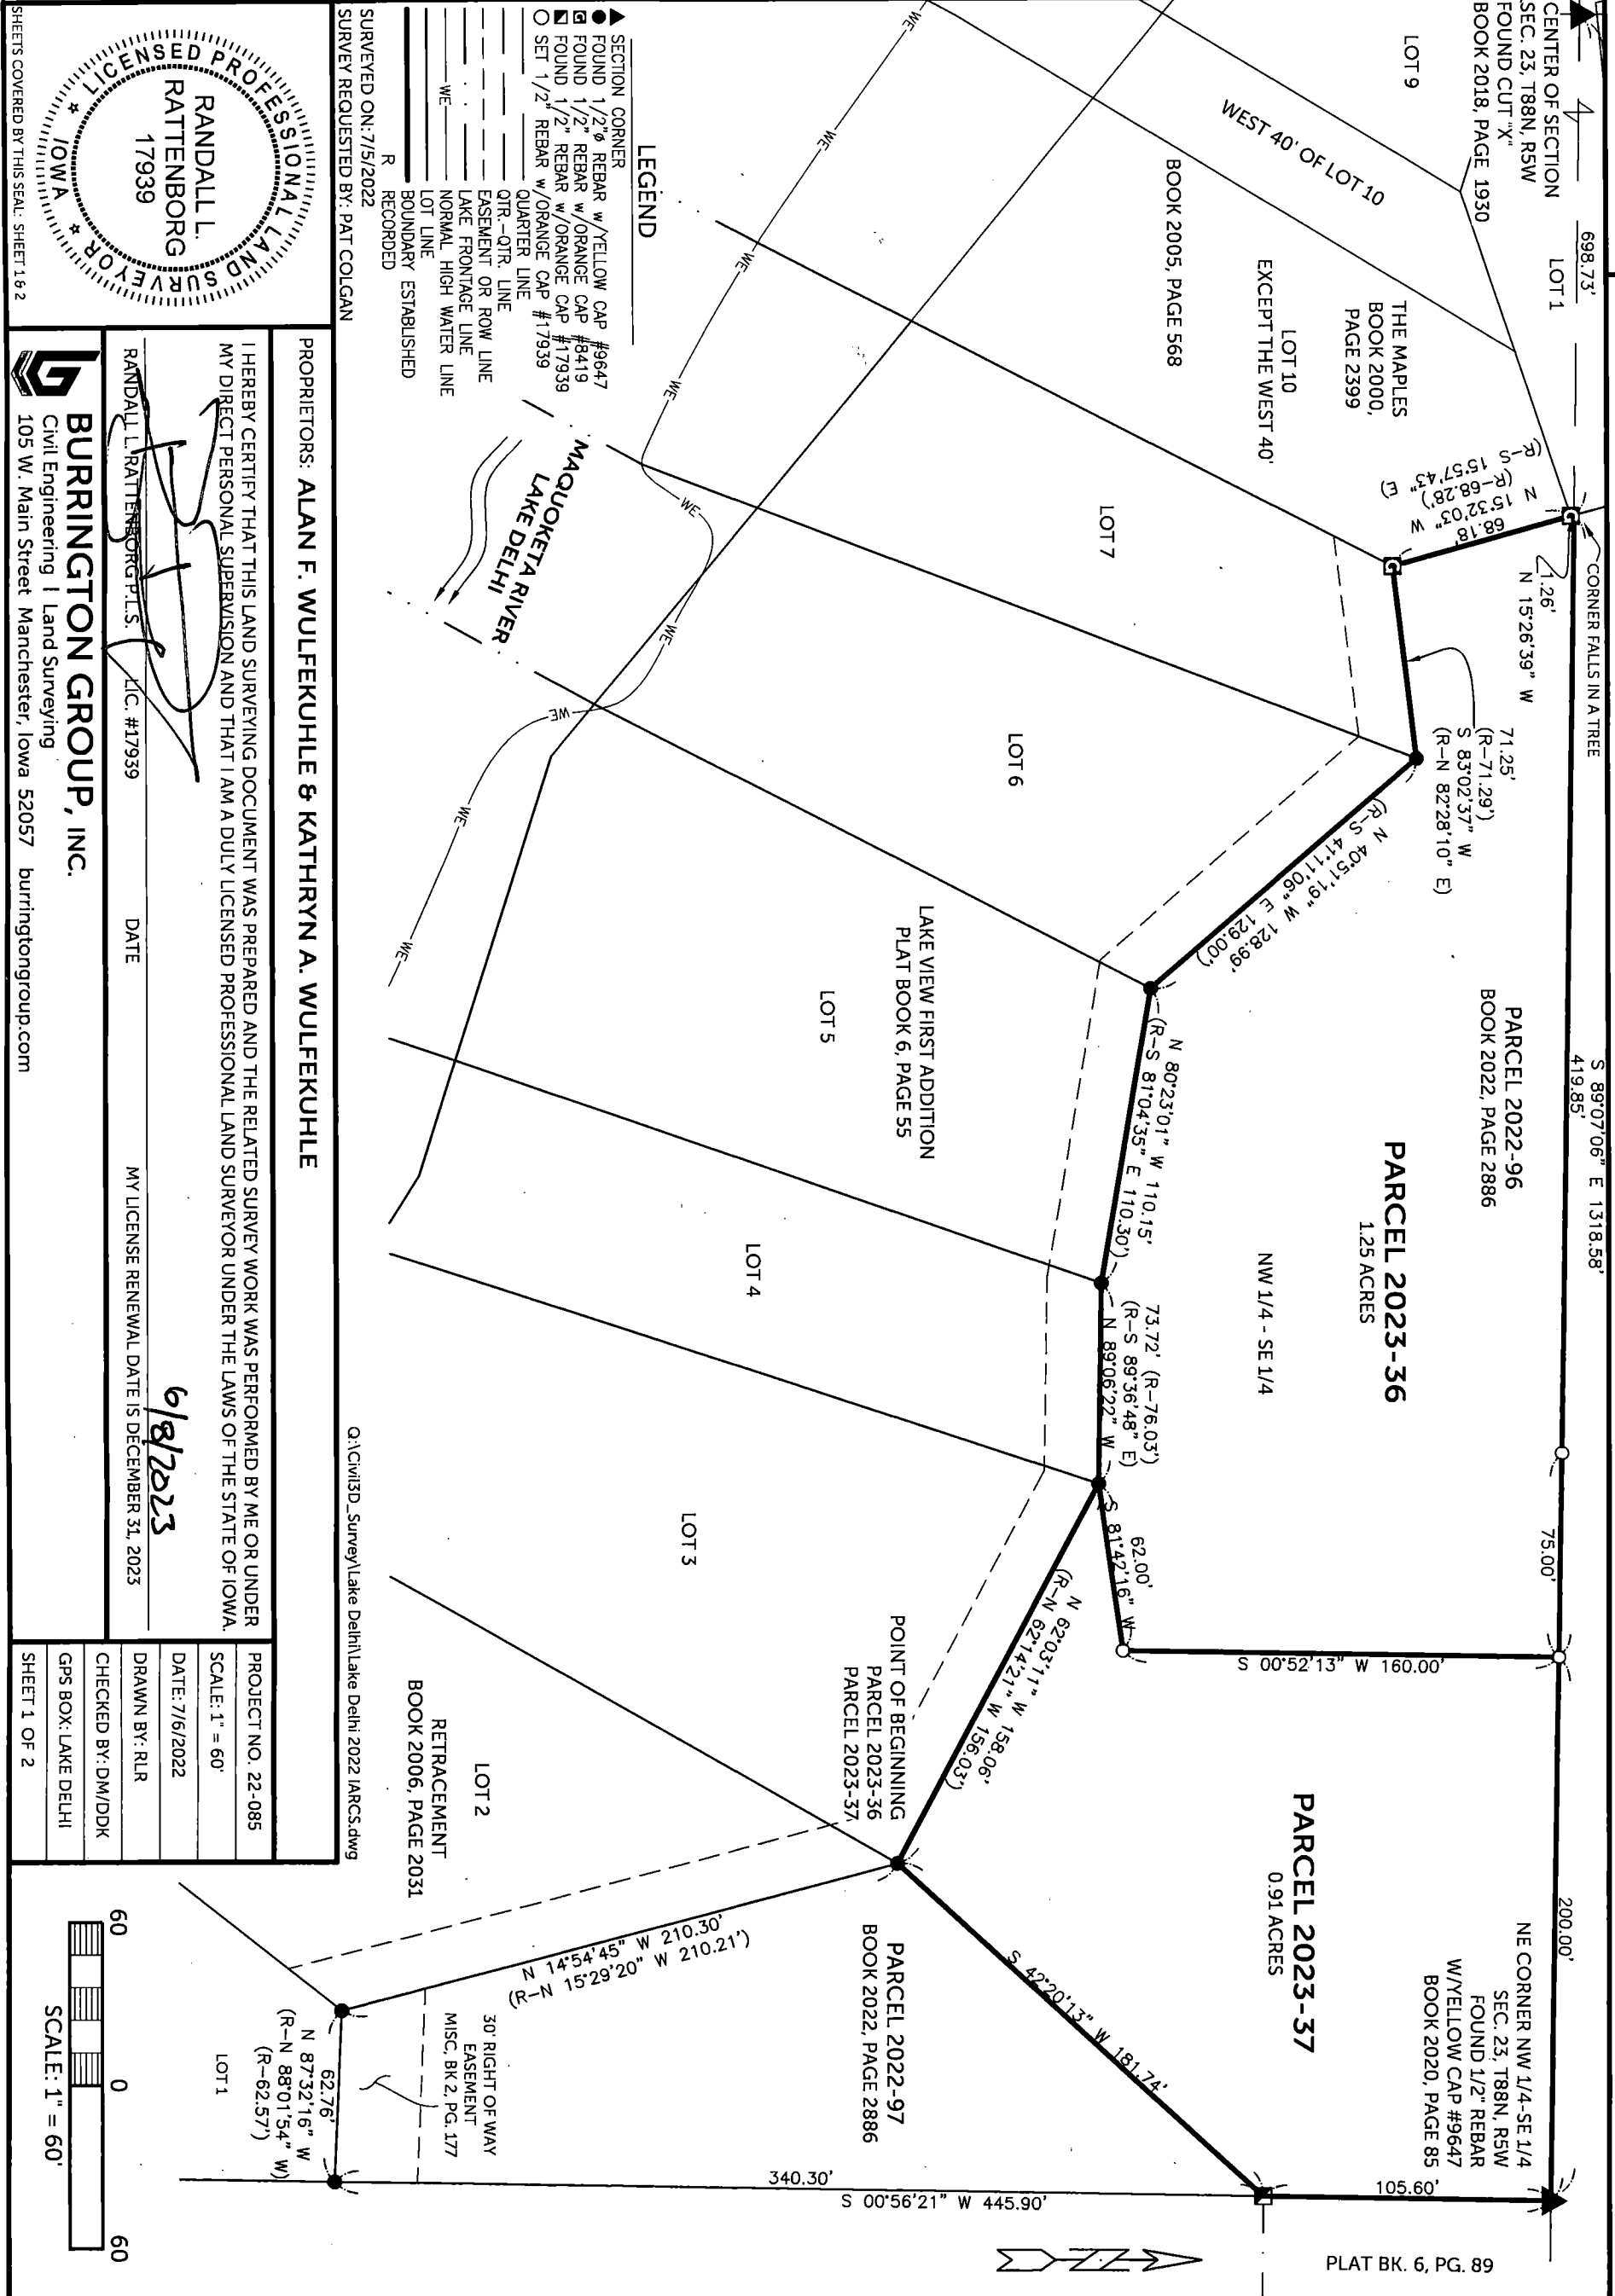 CENTER OF SECTION
SEC. 23, T88N, R5W
FOUND CUT "X"
BOOK 2018, PAGE 1930
698.73'
LOT 1
CORNER FALLS IN A TREE
S 89°07'06" E 1318.58'
419.85'
75.00'
200.00'
NE CORNER NW 1/4-SE 1/4
SEC. 23, T88N, R5W
FOUND 1/2" REBAR
W/YELLOW CAP #9647
BOOK 2020, PAGE 85
PLAT BK. 6, PG. 89
LOT 9
WEST 40' OF LOT 10
THE MAPLES
BOOK 2000,
PAGE 2399
LOT 10
EXCEPT THE WEST 40'
BOOK 2005, PAGE 568
1.26'
N 15°26'39" W
68.18'
N 15°32'03" W
(R-68.28')
(R-S 15°57'43" E)
71.25'
(R-71.29')
S 83°02'37" W
(R-N 82°28'10" E)
N 40°51'19" W 128.99'
(R-S 41°11'06" E 129.00')
PARCEL 2022-96
BOOK 2022, PAGE 2886
PARCEL 2023-36
1.25 ACRES
NW 1/4 - SE 1/4
N 80°23'01" W 110.15'
(R-S 81°04'35" E 110.30')
73.72' (R-76.03')
(R-S 89°36'48" E)
N 89°06'22" W
62.00'
S 81°42'16" W
S 00°52'13" W 160.00'
PARCEL 2023-37
0.91 ACRES
N 62°03'11" W 158.06'
(R-N 62°14'21" W 156.03')
S 42°20'13" W 181.74'
105.60'
340.30'
S 00°56'21" W 445.90'
POINT OF BEGINNING
PARCEL 2023-36
PARCEL 2023-37
PARCEL 2022-97
BOOK 2022, PAGE 2886
LOT 7
LOT 6
LOT 5
LOT 4
LOT 3
LOT 2
LOT 1
LAKE VIEW FIRST ADDITION
PLAT BOOK 6, PAGE 55
RETRACEMENT
BOOK 2006, PAGE 2031
N 14°54'45" W 210.30'
(R-N 15°29'20" W 210.21')
30' RIGHT OF WAY
EASEMENT
MISC, BK 2, PG. 177
62.76'
N 87°32'16" W
(R-N 88°01'54" W)
(R-62.57')
MAQUOKETA RIVER
LAKE DELHI
WE
WE
WE
WE
WE
WE
WE
WE
WE
LEGEND
SECTION CORNER
FOUND 1/2"ø REBAR w/YELLOW CAP #9647
FOUND 1/2" REBAR w/ORANGE CAP #8419
FOUND 1/2" REBAR w/ORANGE CAP #17939
SET 1/2" REBAR w/ORANGE CAP #17939
QUARTER LINE
QTR.-QTR. LINE
EASEMENT OR ROW LINE
LAKE FRONTAGE LINE
WE NORMAL HIGH WATER LINE
LOT LINE
BOUNDARY ESTABLISHED
R RECORDED
SURVEYED ON: 7/5/2022
SURVEY REQUESTED BY: PAT COLGAN
Q:\Civil3D_Survey\Lake Delhi\Lake Delhi 2022 IARCS.dwg
PROPRIETORS: ALAN F. WULFEKUHLE & KATHRYN A. WULFEKUHLE
LICENSED PROFESSIONAL LAND SURVEYOR
RANDALL L.
RATTENBORG
17939
IOWA
SHEETS COVERED BY THIS SEAL: SHEET 1 & 2
I HEREBY CERTIFY THAT THIS LAND SURVEYING DOCUMENT WAS PREPARED AND THE RELATED SURVEY WORK WAS PERFORMED BY ME OR UNDER
MY DIRECT PERSONAL SUPERVISION AND THAT I AM A DULY LICENSED PROFESSIONAL LAND SURVEYOR UNDER THE LAWS OF THE STATE OF IOWA.
6/8/2023
RANDALL L. RATTENBORG P.L.S. LIC. #17939 DATE MY LICENSE RENEWAL DATE IS DECEMBER 31, 2023
BURRINGTON GROUP, INC.
Civil Engineering | Land Surveying
105 W. Main Street Manchester, Iowa 52057 burringtongroup.com
PROJECT NO. 22-085
SCALE: 1" = 60'
DATE: 7/6/2022
DRAWN BY: RLR
CHECKED BY: DM/DDK
GPS BOX: LAKE DELHI
SHEET 1 OF 2
60 0 60
SCALE: 1" = 60'